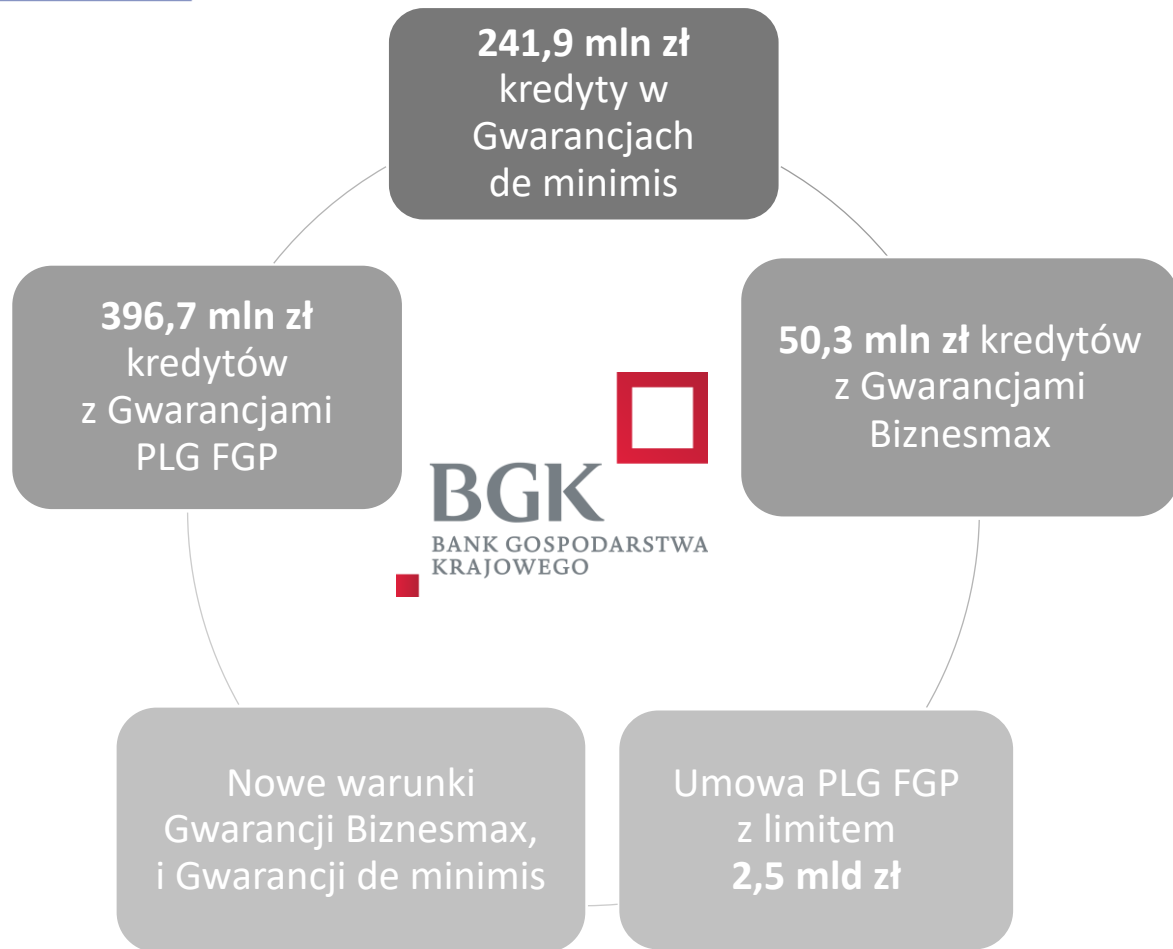 241,9 mln zł
kredyty w
Gwarancjach
de minimis
396,7 mln zł
kredytów
z Gwarancjami
PLG FGP
50,3 mln zł kredytów
z Gwarancjami
Biznesmax
BGK
BANK GOSPODARSTWA
KRAJOWEGO
Nowe warunki
Gwarancji Biznesmax,
i Gwarancji de minimis
Umowa PLG FGP
z limitem
2,5 mld zł